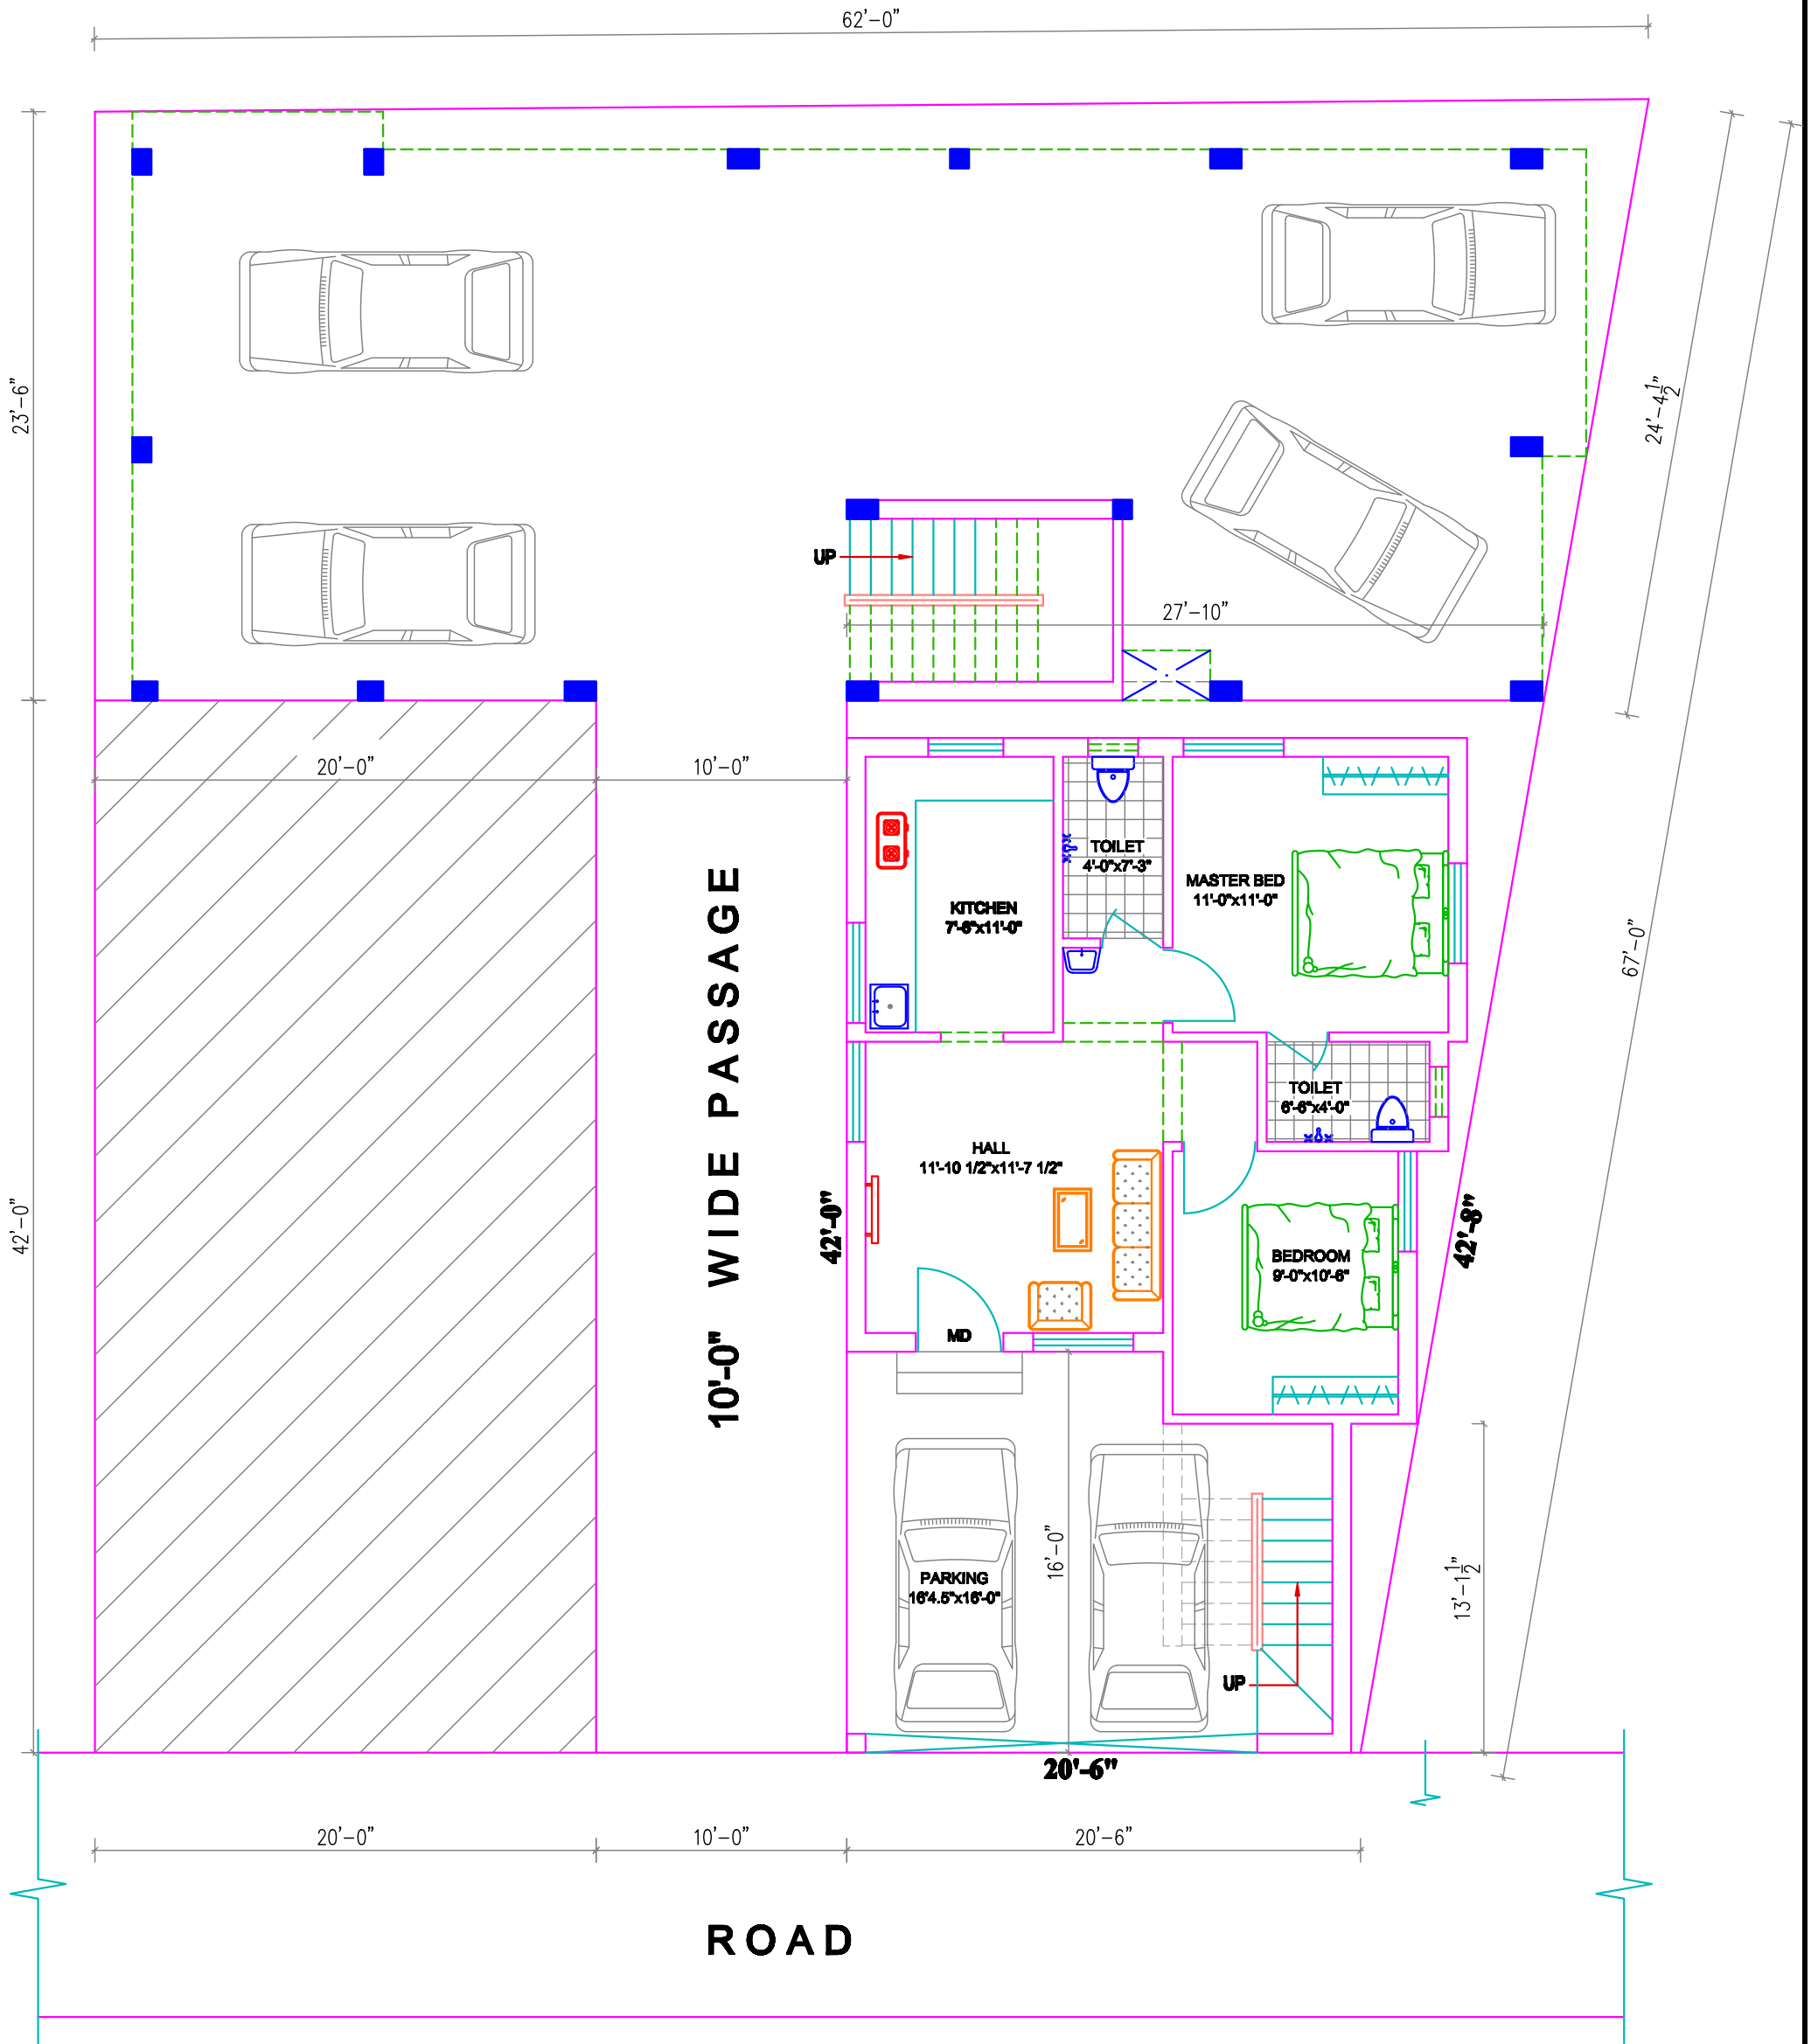 62'-0"
23'-6"
24'-4 1/2"
UP
27'-10"
20'-0"
10'-0"
TOILET
4'-0"x7'-3"
MASTER BED
11'-0"x11'-0"
KITCHEN
7'-6"x11'-0"
67'-0"
10'-0" WIDE PASSAGE
TOILET
6'-6"x4'-0"
HALL
11'-10 1/2"x11'-7 1/2"
42'-0"
42'-0"
42'-8"
BEDROOM
9'-0"x10'-6"
MD
16'-0"
13'-1 1/2"
PARKING
16'4.5"x16'-0"
UP
20'-6"
20'-0"
10'-0"
20'-6"
ROAD